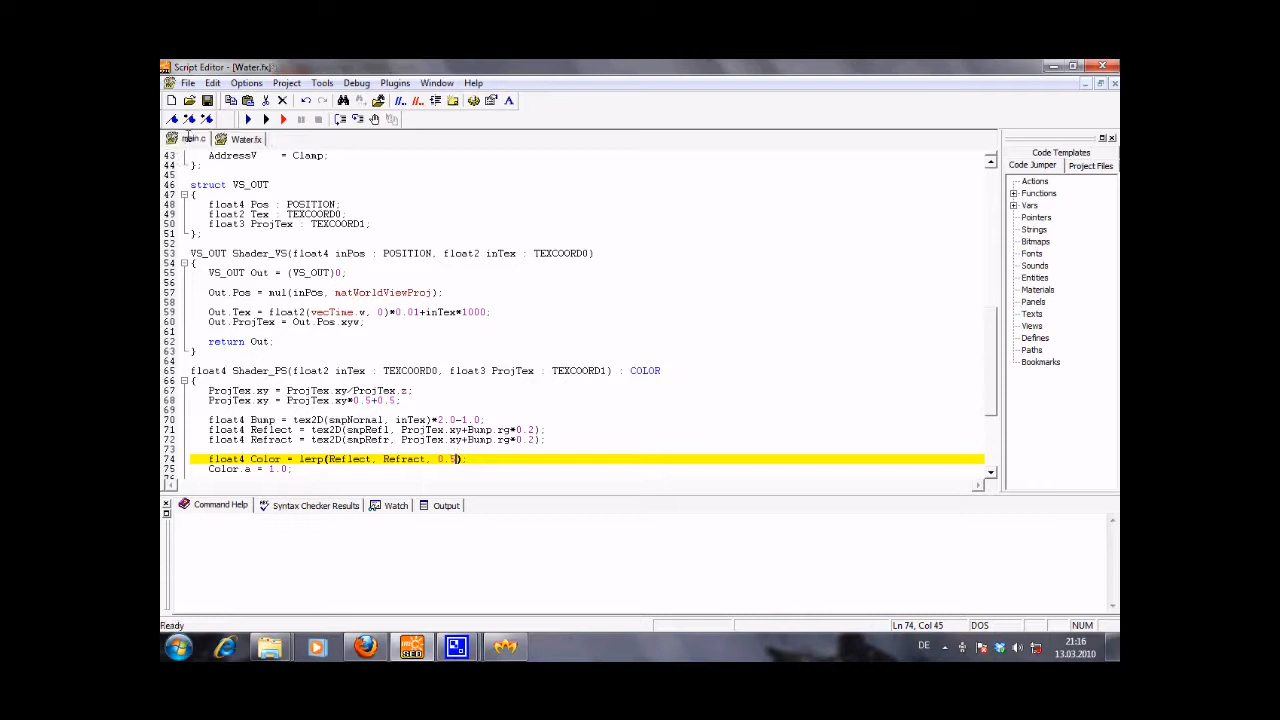 Script Editor - [Water.fx]
File Edit Options Project Tools Debug Plugins Window Help
main.c Water.fx
43 AddressV = Clamp;
44 };
45
46 struct VS_OUT
47 {
48 float4 Pos : POSITION;
49 float2 Tex : TEXCOORD0;
50 float3 ProjTex : TEXCOORD1;
51 };
52
53 VS_OUT Shader_VS(float4 inPos : POSITION, float2 inTex : TEXCOORD0)
54 {
55 VS_OUT Out = (VS_OUT)0;
56
57 Out.Pos = mul(inPos, matWorldViewProj);
58
59 Out.Tex = float2(vecTime.w, 0)*0.01+inTex*1000;
60 Out.ProjTex = Out.Pos.xyw;
61
62 return Out;
63 }
64
65 float4 Shader_PS(float2 inTex : TEXCOORD0, float3 ProjTex : TEXCOORD1) : COLOR
66 {
67 ProjTex.xy = ProjTex.xy/ProjTex.z;
68 ProjTex.xy = ProjTex.xy*0.5+0.5;
69
70 float4 Bump = tex2D(smpNormal, inTex)*2.0-1.0;
71 float4 Reflect = tex2D(smpRefl, ProjTex.xy+Bump.rg*0.2);
72 float4 Refract = tex2D(smpRefr, ProjTex.xy+Bump.rg*0.2);
73
74 float4 Color = lerp(Reflect, Refract, 0.5);
75 Color.a = 1.0;
Code Templates
Code Jumper Project Files
Actions
Functions
Vars
Pointers
Strings
Bitmaps
Fonts
Sounds
Entities
Materials
Panels
Texts
Views
Defines
Paths
Bookmarks
Command Help Syntax Checker Results Watch Output
Ready Ln 74, Col 45 DOS NUM
SED DE 21:16
13.03.2010